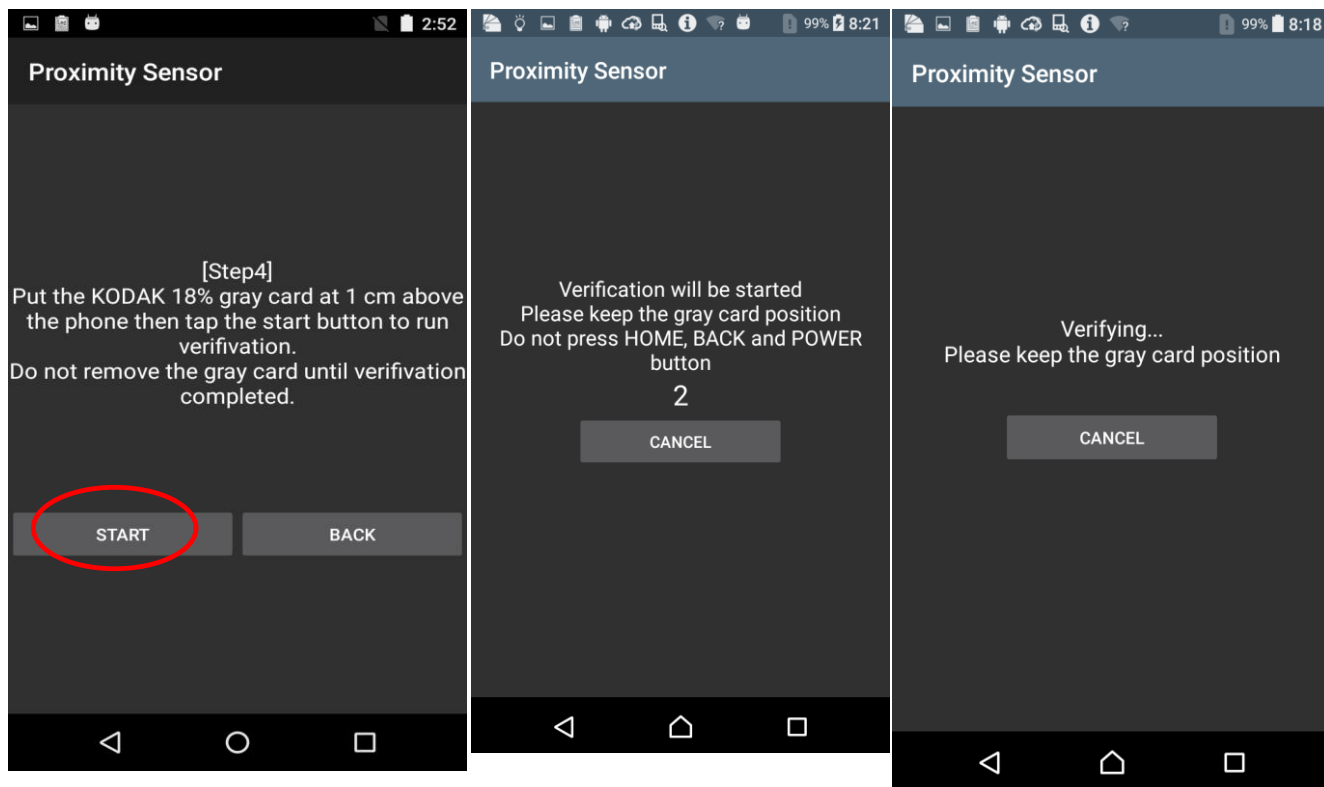 2:52
Proximity Sensor
[Step4]
Put the KODAK 18% gray card at 1 cm above
the phone then tap the start button to run
verifivation.
Do not remove the gray card until verifivation
completed.
START
BACK
99% 8:21
Proximity Sensor
Verification will be started
Please keep the gray card position
Do not press HOME, BACK and POWER
button
2
CANCEL
99% 8:18
Proximity Sensor
Verifying...
Please keep the gray card position
CANCEL